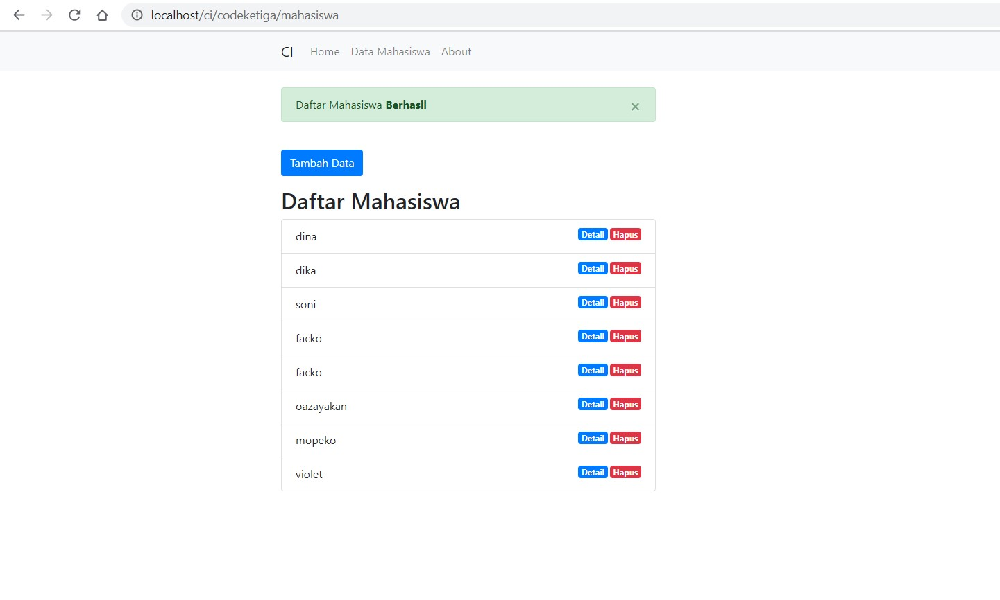 localhost/ci/codeketiga/mahasiswa
CI Home Data Mahasiswa About
Daftar Mahasiswa Berhasil ×
Tambah Data
Daftar Mahasiswa
dina Detail Hapus
dika Detail Hapus
soni Detail Hapus
facko Detail Hapus
facko Detail Hapus
oazayakan Detail Hapus
mopeko Detail Hapus
violet Detail Hapus